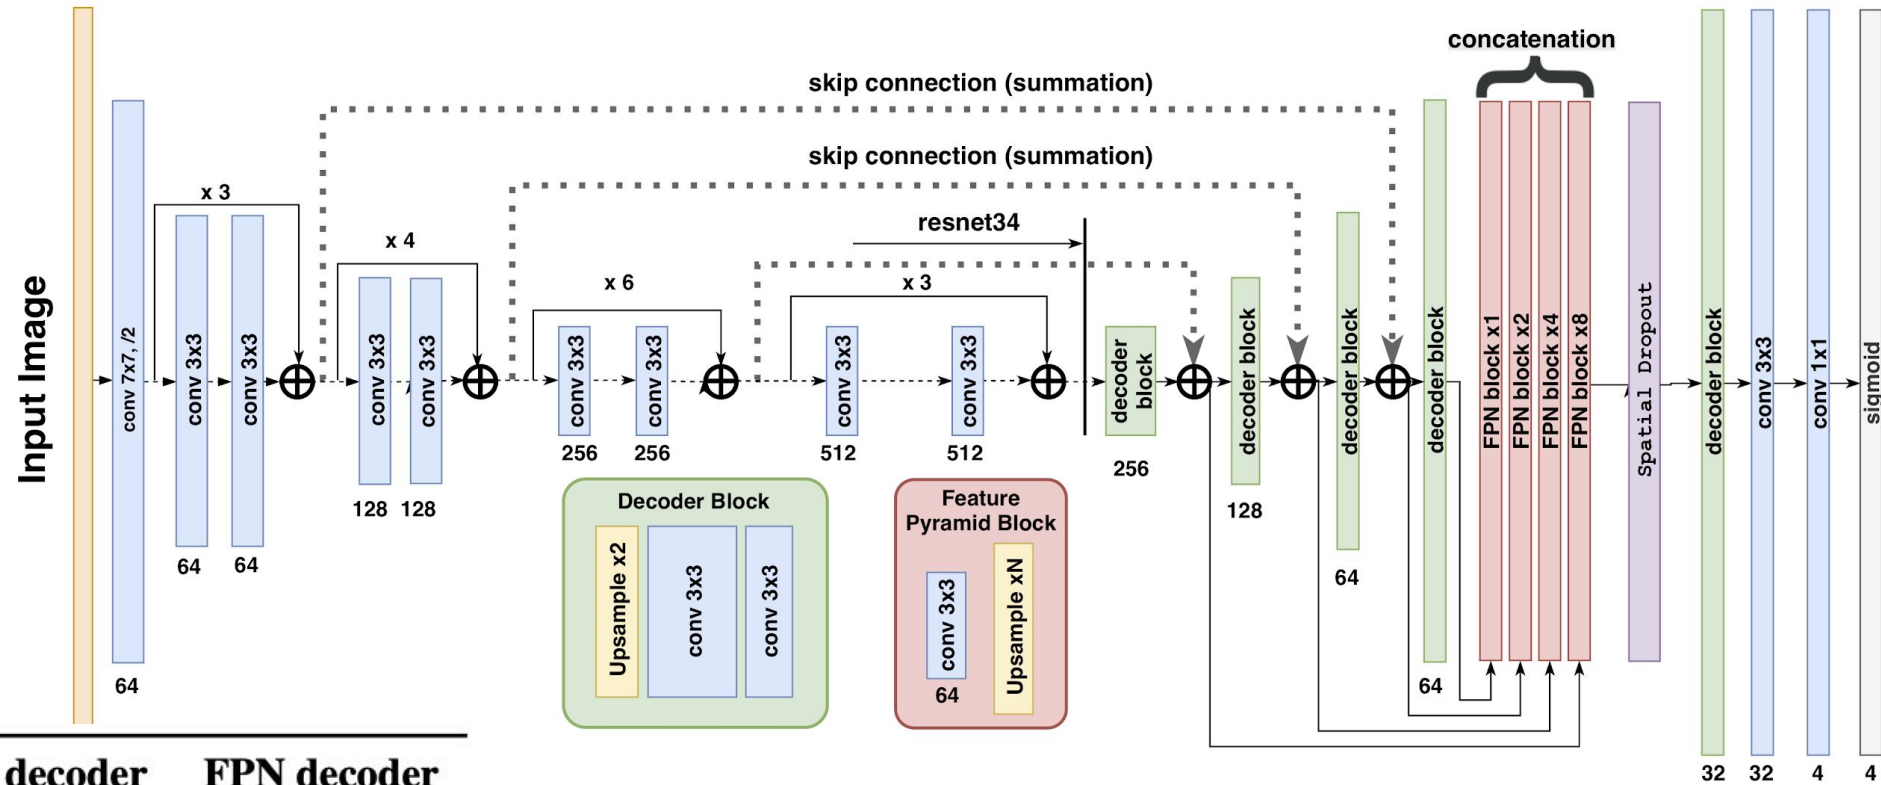 concatenation
skip connection (summation)
skip connection (summation)
x 3
x 4
resnet34
x 6
x 3
Input Image
conv 7x7, /2
conv 3x3
conv 3x3
conv 3x3
conv 3x3
conv 3x3
conv 3x3
conv 3x3
conv 3x3
decoder
block
decoder block
decoder block
decoder block
FPN block x1
FPN block x2
FPN block x4
FPN block x8
Spatial Dropout
decoder block
conv 3x3
conv 1x1
sigmoid
64
64
64
128
128
256
256
512
512
256
128
64
64
32
32
4
4
Decoder Block
Upsample x2
conv 3x3
conv 3x3
Feature
Pyramid Block
conv 3x3
64
Upsample xN
decoder FPN decoder